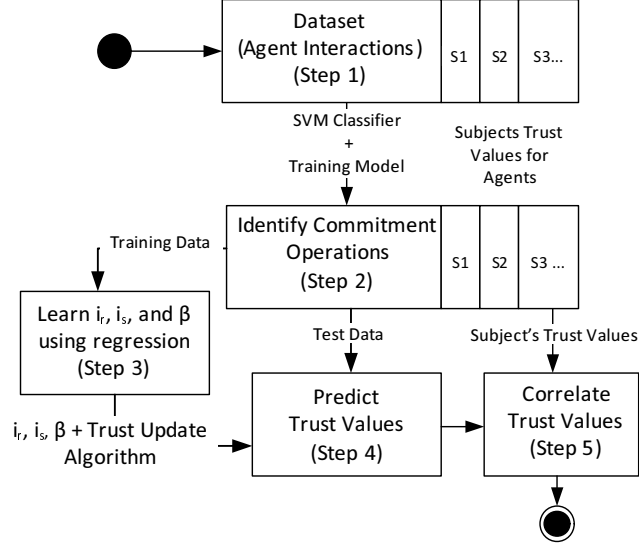 Dataset
(Agent Interactions)
(Step 1)
S1
S2
S3...
SVM Classifier
+
Training Model
Subjects Trust
Values for
Agents
Identify Commitment
Operations
(Step 2)
S1
S2
S3 ...
Training Data
Learn iᵣ, iₛ, and β
using regression
(Step 3)
Test Data
Subject's Trust Values
iᵣ, iₛ, β + Trust Update
Algorithm
Predict
Trust Values
(Step 4)
Correlate
Trust Values
(Step 5)